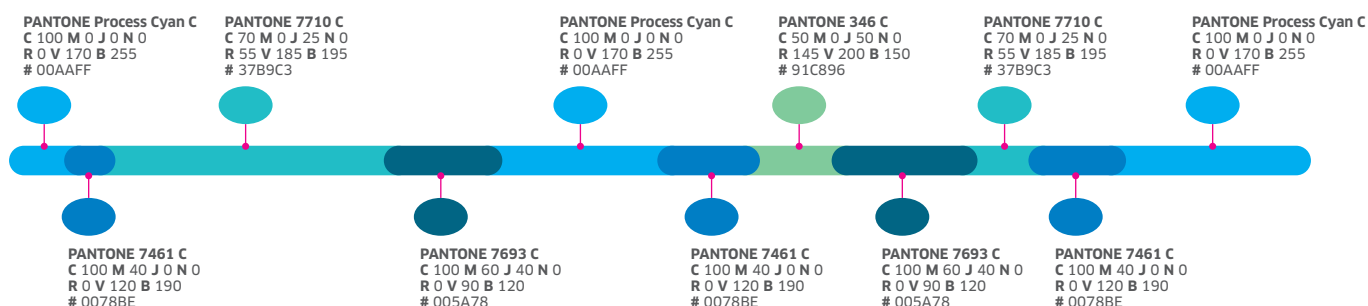 PANTONE Process Cyan C
C 100 M 0 J 0 N 0
R 0 V 170 B 255
# 00AAFF
PANTONE 7710 C
C 70 M 0 J 25 N 0
R 55 V 185 B 195
# 37B9C3
PANTONE Process Cyan C
C 100 M 0 J 0 N 0
R 0 V 170 B 255
# 00AAFF
PANTONE 346 C
C 50 M 0 J 50 N 0
R 145 V 200 B 150
# 91C896
PANTONE 7710 C
C 70 M 0 J 25 N 0
R 55 V 185 B 195
# 37B9C3
PANTONE Process Cyan C
C 100 M 0 J 0 N 0
R 0 V 170 B 255
# 00AAFF
PANTONE 7461 C
C 100 M 40 J 0 N 0
R 0 V 120 B 190
# 0078BE
PANTONE 7693 C
C 100 M 60 J 40 N 0
R 0 V 90 B 120
# 005A78
PANTONE 7461 C
C 100 M 40 J 0 N 0
R 0 V 120 B 190
# 0078BE
PANTONE 7693 C
C 100 M 60 J 40 N 0
R 0 V 90 B 120
# 005A78
PANTONE 7461 C
C 100 M 40 J 0 N 0
R 0 V 120 B 190
# 0078BE